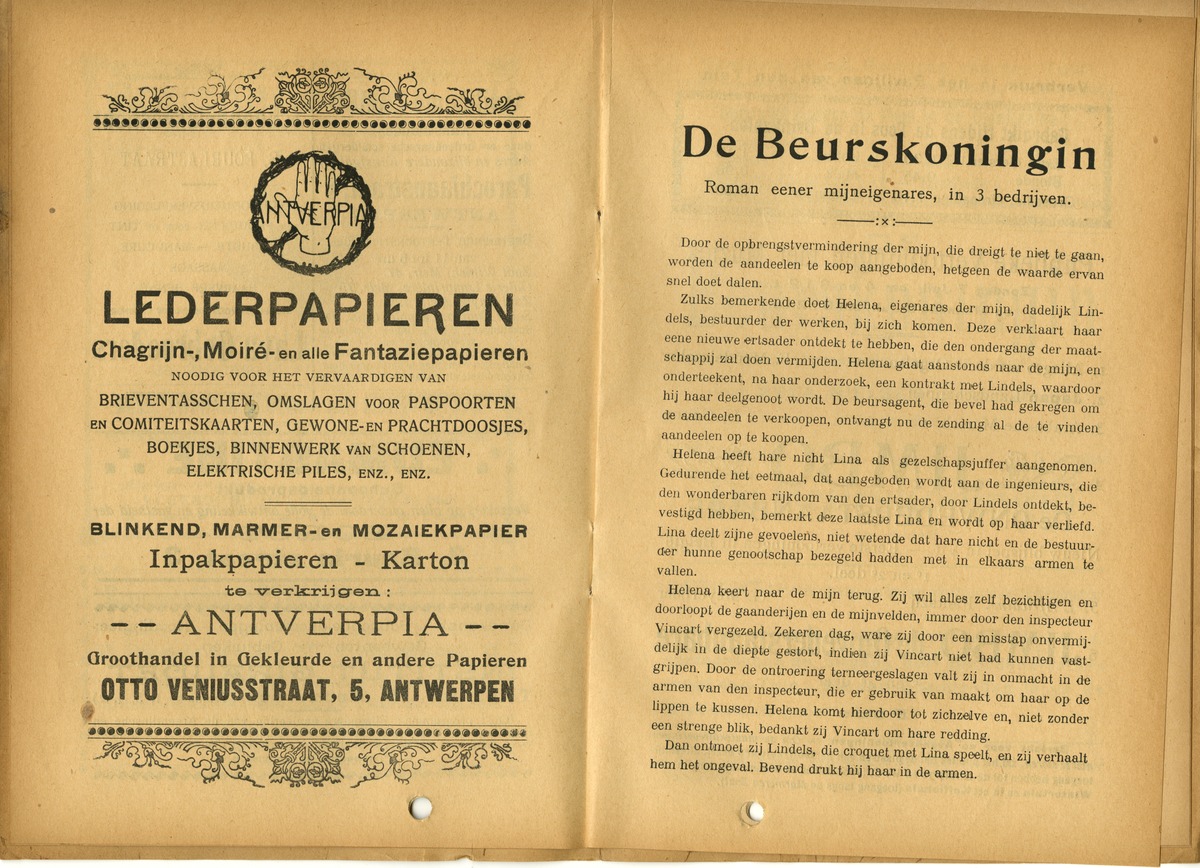 ANTVERPIA
LEDERPAPIEREN
Chagrijn-, Moiré- en alle Fantaziepapieren
NOODIG VOOR HET VERVAARDIGEN VAN
BRIEVENTASSCHEN, OMSLAGEN VOOR PASPOORTEN
EN COMITEITSKAARTEN, GEWONE- EN PRACHTDOOSJES,
BOEKJES, BINNENWERK VAN SCHOENEN,
ELEKTRISCHE PILES, ENZ., ENZ.
BLINKEND, MARMER- en MOZAIEKPAPIER
Inpakpapieren - Karton
te verkrijgen :
-- ANTVERPIA --
Groothandel in Gekleurde en andere Papieren
OTTO VENIUSSTRAAT, 5, ANTWERPEN
De Beurskoningin
Roman eener mijneigenares, in 3 bedrijven.
——:x:——
Door de opbrengstvermindering der mijn, die dreigt te niet te gaan,
worden de aandeelen te koop aangeboden, hetgeen de waarde ervan
snel doet dalen.
Zulks bemerkende doet Helena, eigenares der mijn, dadelijk Lin-
dels, bestuurder der werken, bij zich komen. Deze verklaart haar
eene nieuwe ertsader ontdekt te hebben, die den ondergang der maat-
schappij zal doen vermijden. Helena gaat aanstonds naar de mijn, en
onderteekent, na haar onderzoek, een kontrakt met Lindels, waardoor
hij haar deelgenoot wordt. De beursagent, die bevel had gekregen om
de aandeelen te verkoopen, ontvangt nu de zending al de te vinden
aandeelen op te koopen.
Helena heeft hare nicht Lina als gezelschapsjuffer aangenomen.
Gedurende het eetmaal, dat aangeboden wordt aan de ingenieurs, die
den wonderbaren rijkdom van den ertsader, door Lindels ontdekt, be-
vestigd hebben, bemerkt deze laatste Lina en wordt op haar verliefd.
Lina deelt zijne gevoelens, niet wetende dat hare nicht en de bestuur-
der hunne genootschap bezegeld hadden met in elkaars armen te
vallen.
Helena keert naar de mijn terug. Zij wil alles zelf bezichtigen en
doorloopt de gaanderijen en de mijnvelden, immer door den inspecteur
Vincart vergezeld. Zekeren dag, ware zij door een misstap onvermij-
delijk in de diepte gestort, indien zij Vincart niet had kunnen vast-
grijpen. Door de ontroering terneergeslagen valt zij in onmacht in de
armen van den inspecteur, die er gebruik van maakt om haar op de
lippen te kussen. Helena komt hierdoor tot zichzelve en, niet zonder
een strenge blik, bedankt zij Vincart om hare redding.
Dan ontmoet zij Lindels, die croquet met Lina speelt, en zij verhaalt
hem het ongeval. Bevend drukt hij haar in de armen.